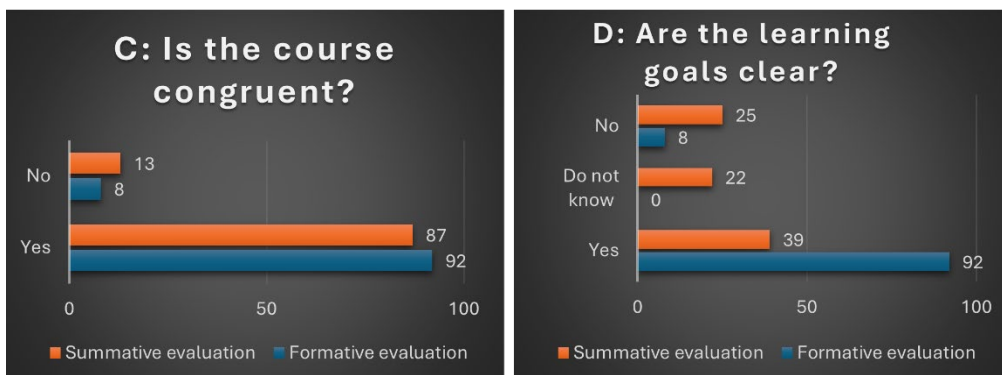 C: Is the course
congruent?
No
13
8
Yes
87
92
0
50
100
Summative evaluation
Formative evaluation
D: Are the learning
goals clear?
No
25
8
Do not
know
22
0
Yes
39
92
0
50
100
Summative evaluation
Formative evaluation